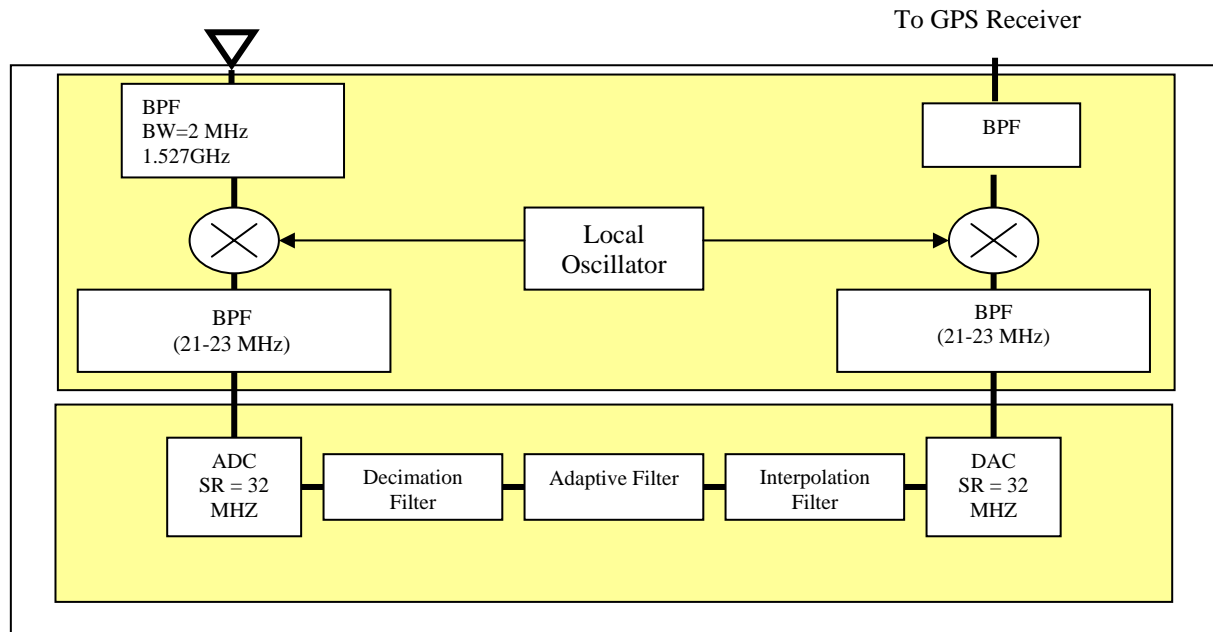 To GPS Receiver
BPF
BW=2 MHz
1.527GHz
BPF
Local
Oscillator
BPF
(21-23 MHz)
BPF
(21-23 MHz)
ADC
SR = 32
MHZ
Decimation
Filter
Adaptive Filter
Interpolation
Filter
DAC
SR = 32
MHZ